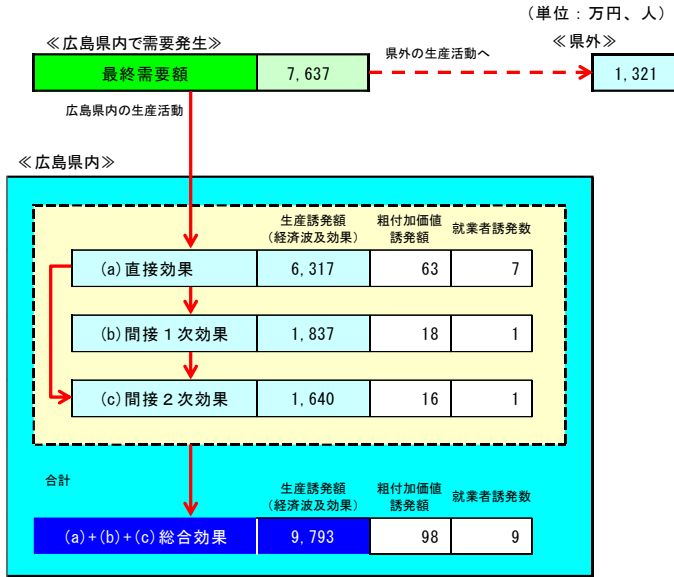 （単位：万円、人）
≪広島県内で需要発生≫
≪県外≫
最終需要額 7,637
県外の生産活動へ
1,321
広島県内の生産活動
≪広島県内≫
生産誘発額
（経済波及効果）
粗付加価値
誘発額
就業者誘発数
(a)直接効果 6,317 63 7
(b)間接１次効果 1,837 18 1
(c)間接２次効果 1,640 16 1
合計
生産誘発額
（経済波及効果）
粗付加価値
誘発額
就業者誘発数
(a)+(b)+(c)総合効果 9,793 98 9